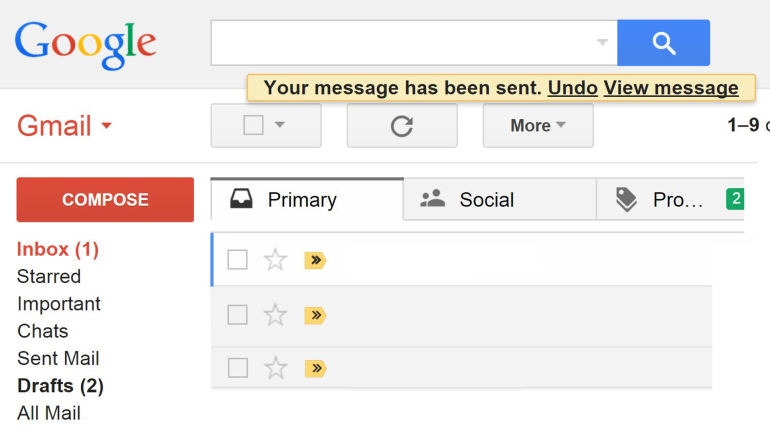 Google
Your message has been sent. Undo View message
Gmail
More
1–9
COMPOSE
Primary
Social
Pro…
2
Inbox (1)
Starred
Important
Chats
Sent Mail
Drafts (2)
All Mail